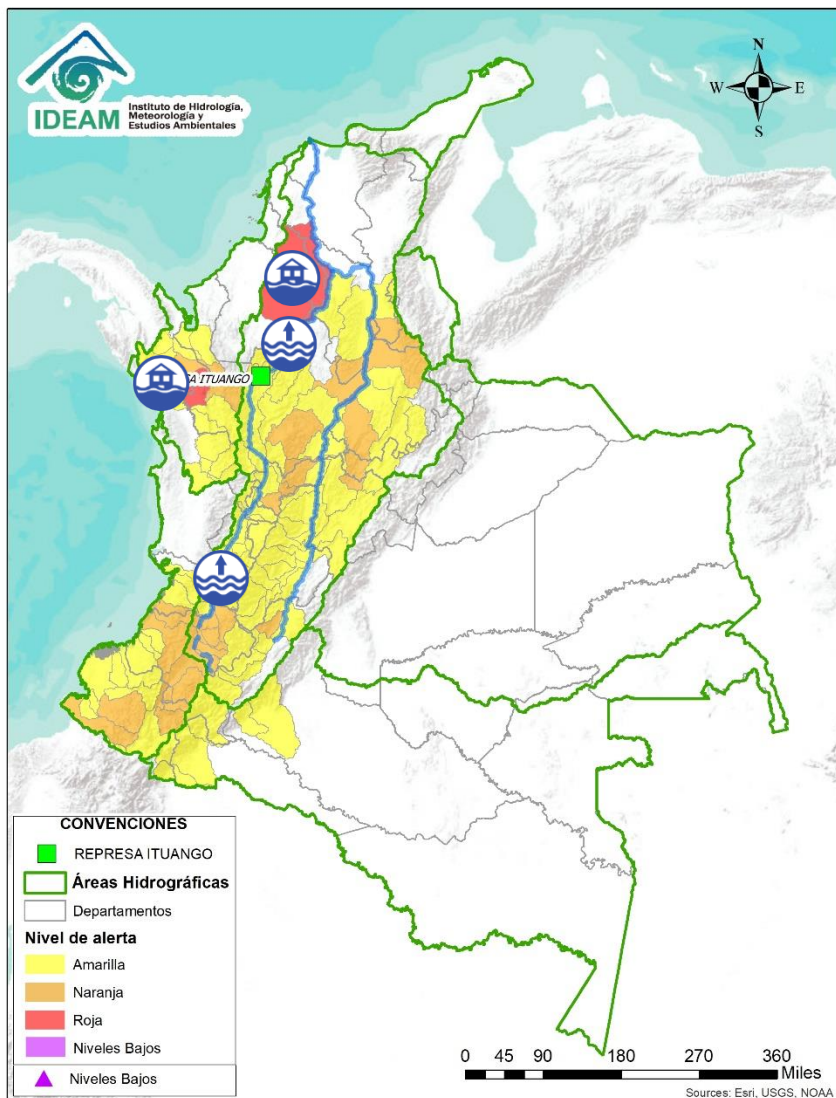 IDEAM
Instituto de Hidrología,
Meteorología y
Estudios Ambientales
N
W
E
S
SA ITUANGO
CONVENCIONES
REPRESA ITUANGO
Áreas Hidrográficas
Departamentos
Nivel de alerta
Amarilla
Naranja
Roja
Niveles Bajos
Niveles Bajos
0 45 90 180 270 360
Miles
Sources: Esri, USGS, NOAA